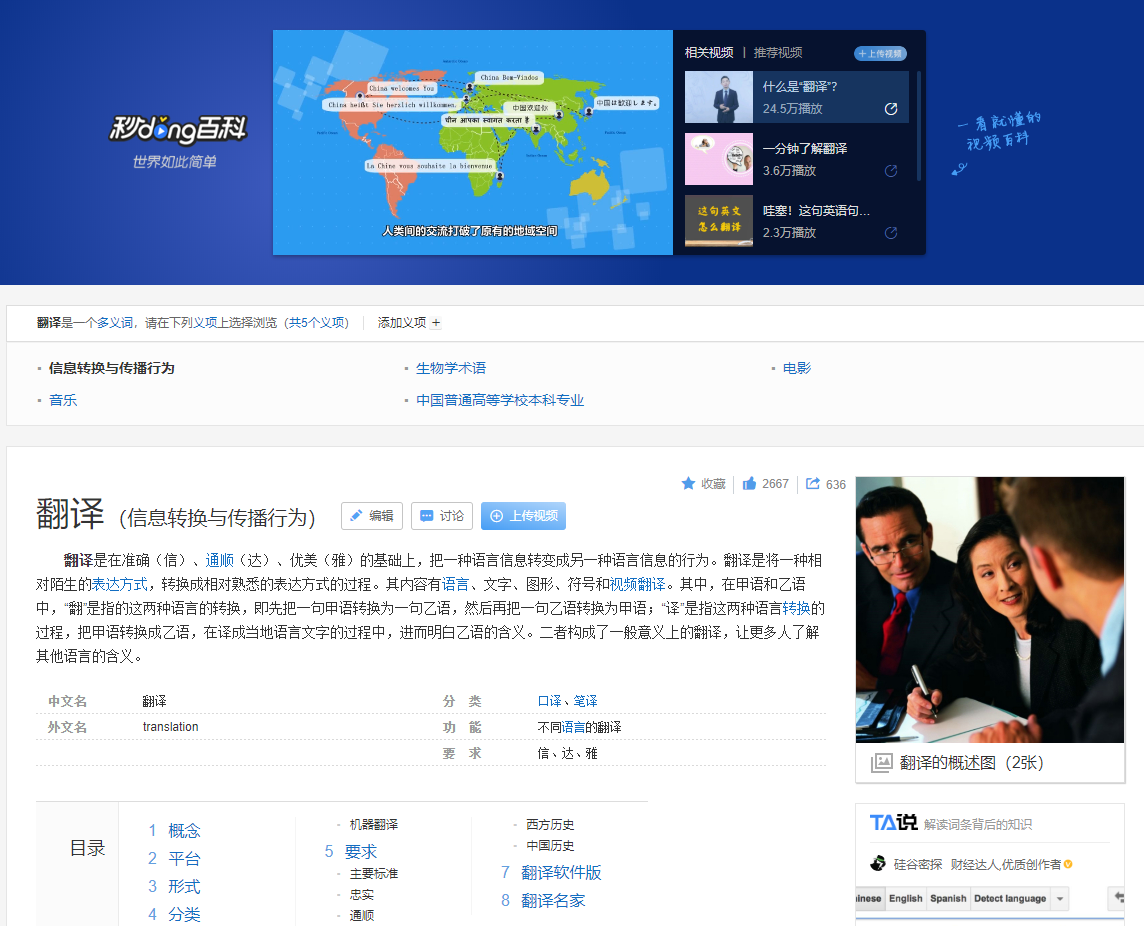 秒dong百科
世界如此简单
China welcomes You
China Bem-Vindos
China heißt Sie herzlich willkommen.
中国欢迎你
中国は歓迎します。
चीन आपका स्वागत करता है
La Chine vous souhaite la bienvenue
人类间的交流打破了原有的地域空间
相关视频 | 推荐视频
+上传视频
什么是“翻译”?
24.5万播放
一分钟了解翻译
3.6万播放
这句英文
怎么翻译
哇塞！这句英语句...
2.3万播放
一看就懂的
视频百科
翻译是一个多义词，请在下列义项上选择浏览（共5个义项）
添加义项 +
▪ 信息转换与传播行为
▪ 生物学术语
▪ 电影
▪ 音乐
▪ 中国普通高等学校本科专业
收藏
2667
636
翻译（信息转换与传播行为）
编辑
讨论
上传视频
翻译是在准确（信）、通顺（达）、优美（雅）的基础上，把一种语言信息转变成另一种语言信息的行为。翻译是将一种相
对陌生的表达方式，转换成相对熟悉的表达方式的过程。其内容有语言、文字、图形、符号和视频翻译。其中，在甲语和乙语
中，“翻”是指的这两种语言的转换，即先把一句甲语转换为一句乙语，然后再把一句乙语转换为甲语；“译”是指这两种语言转换的
过程，把甲语转换成乙语，在译成当地语言文字的过程中，进而明白乙语的含义。二者构成了一般意义上的翻译，让更多人了解
其他语言的含义。
中文名 翻译
外文名 translation
分 类 口译、笔译
功 能 不同语言的翻译
要 求 信、达、雅
目录
1 概念
2 平台
3 形式
4 分类
- 机器翻译
5 要求
- 主要标准
- 忠实
- 通顺
- 西方历史
- 中国历史
7 翻译软件版
8 翻译名家
翻译的概述图（2张）
TA说 解读词条背后的知识
硅谷密探 财经达人,优质创作者
inese English Spanish Detect language